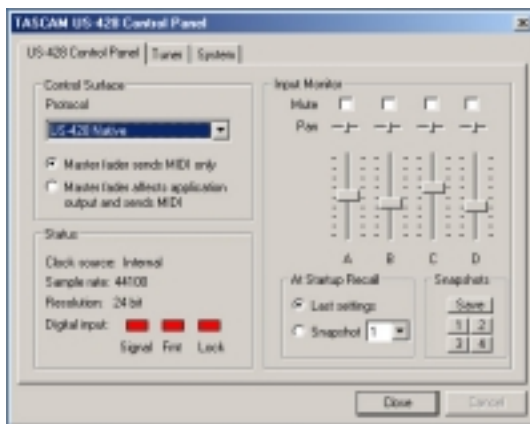 TASCAM US-428 Control Panel
US-428 Control Panel
Tuner
System
Control Surface
Protocol
US-428 Native
Master fader sends MIDI only
Master fader affects application
output and sends MIDI
Status
Clock source: Internal
Sample rate: 44100
Resolution: 24 bit
Digital input:
Signal Fmt Lock
Input Monitor
Mute
Pan
A B C D
At Startup Recall
Last settings
Snapshot 1
Snapshots
Save
1 2
3 4
Close
Cancel